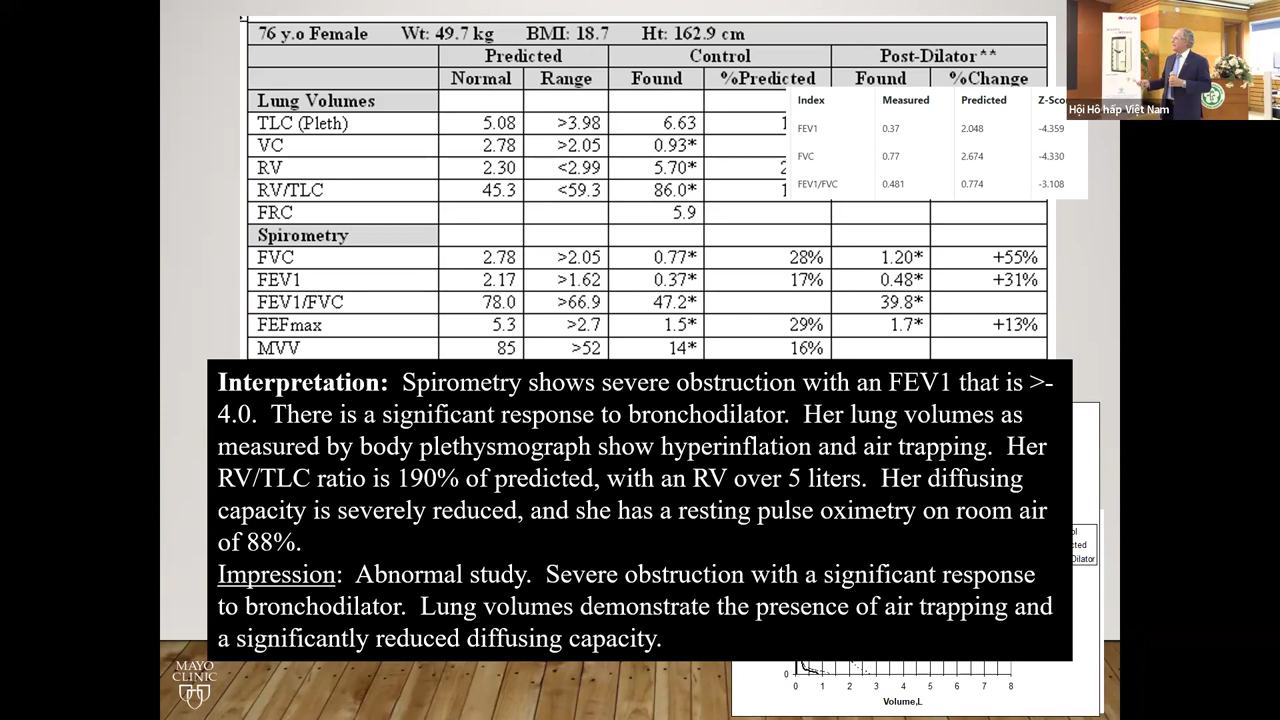 76 y.o Female Wt: 49.7 kg BMI: 18.7 Ht: 162.9 cm
Predicted Control Post-Dilator**
Normal Range Found %Predicted Found %Change
Lung Volumes
TLC (Pleth) 5.08 >3.98 6.63
VC 2.78 >2.05 0.93*
RV 2.30 <2.99 5.70*
RV/TLC 45.3 <59.3 86.0*
FRC 5.9
Index Measured Predicted
FEV1 0.37 2.048 -4.359
FVC 0.77 2.674 -4.330
FEV1/FVC 0.481 0.774 -3.108
Hội Hô hấp Việt Nam
Spirometry
FVC 2.78 >2.05 0.77* 28% 1.20* +55%
FEV1 2.17 >1.62 0.37* 17% 0.48* +31%
FEV1/FVC 78.0 >66.9 47.2* 39.8*
FEFmax 5.3 >2.7 1.5* 29% 1.7* +13%
MVV 85 >52 14* 16%
Interpretation: Spirometry shows severe obstruction with an FEV1 that is >-
4.0. There is a significant response to bronchodilator. Her lung volumes as
measured by body plethysmograph show hyperinflation and air trapping. Her
RV/TLC ratio is 190% of predicted, with an RV over 5 liters. Her diffusing
capacity is severely reduced, and she has a resting pulse oximetry on room air
of 88%.
Impression: Abnormal study. Severe obstruction with a significant response
to bronchodilator. Lung volumes demonstrate the presence of air trapping and
a significantly reduced diffusing capacity.
MAYO
CLINIC
0
0 1 2 3 4 5 6 7 8
Volume,L